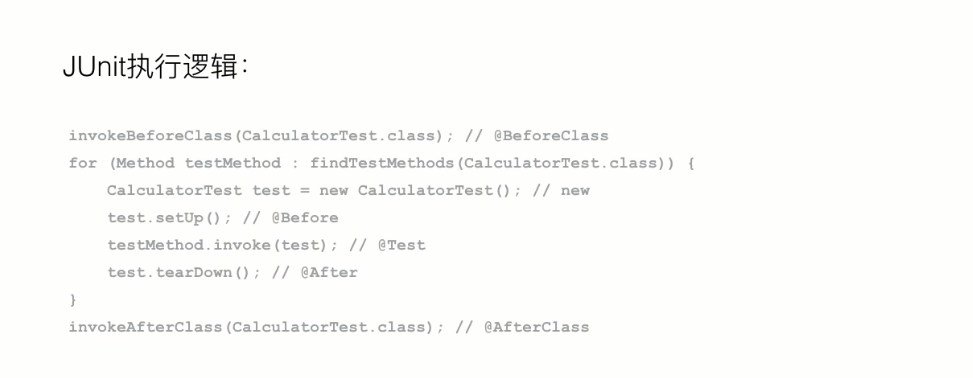 JUnit执行逻辑：
invokeBeforeClass(CalculatorTest.class); // @BeforeClass
for (Method testMethod : findTestMethods(CalculatorTest.class)) {
    CalculatorTest test = new CalculatorTest(); // new
    test.setUp(); // @Before
    testMethod.invoke(test); // @Test
    test.tearDown(); // @After
}
invokeAfterClass(CalculatorTest.class); // @AfterClass